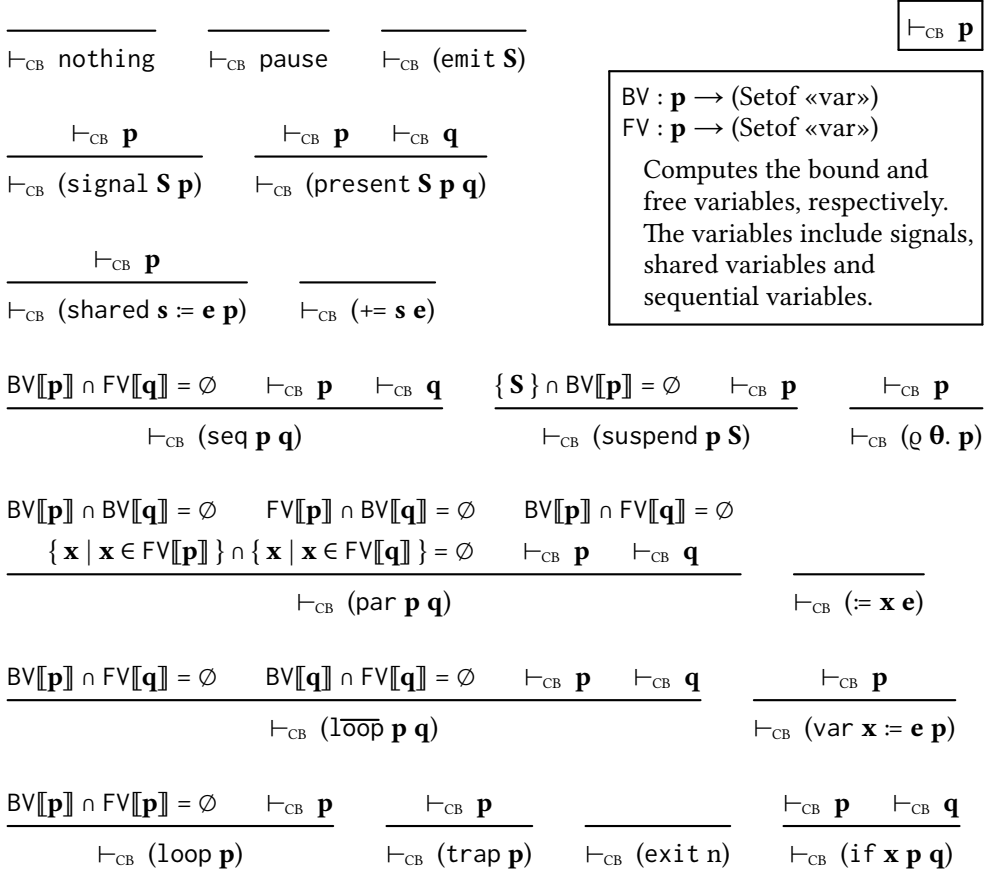 ⊢CB p
⊢CB nothing ⊢CB pause ⊢CB (emit S)
BV : p → (Setof «var»)
FV : p → (Setof «var»)
Computes the bound and
free variables, respectively.
The variables include signals,
shared variables and
sequential variables.
⊢CB p ⊢CB p ⊢CB q
⊢CB (signal S p) ⊢CB (present S p q)
⊢CB p
⊢CB (shared s ≔ e p) ⊢CB (+= s e)
BV⟦p⟧ ∩ FV⟦q⟧ = ∅ ⊢CB p ⊢CB q { S } ∩ BV⟦p⟧ = ∅ ⊢CB p ⊢CB p
⊢CB (seq p q) ⊢CB (suspend p S) ⊢CB (ϱ θ. p)
BV⟦p⟧ ∩ BV⟦q⟧ = ∅ FV⟦p⟧ ∩ BV⟦q⟧ = ∅ BV⟦p⟧ ∩ FV⟦q⟧ = ∅
{ x | x ∈ FV⟦p⟧ } ∩ { x | x ∈ FV⟦q⟧ } = ∅ ⊢CB p ⊢CB q
⊢CB (par p q) ⊢CB (≔ x e)
BV⟦p⟧ ∩ FV⟦q⟧ = ∅ BV⟦q⟧ ∩ FV⟦q⟧ = ∅ ⊢CB p ⊢CB q ⊢CB p
⊢CB (l̅o̅o̅p̅ p q) ⊢CB (var x ≔ e p)
BV⟦p⟧ ∩ FV⟦p⟧ = ∅ ⊢CB p ⊢CB p ⊢CB p ⊢CB q
⊢CB (loop p) ⊢CB (trap p) ⊢CB (exit n) ⊢CB (if x p q)